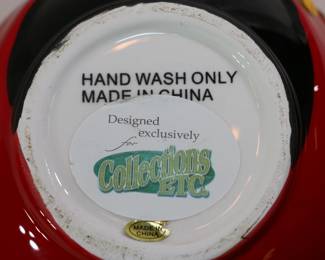 HAND WASH ONLY
MADE IN CHINA
Designed
exclusively
for
Collections
ETC.
MADE IN
CHINA